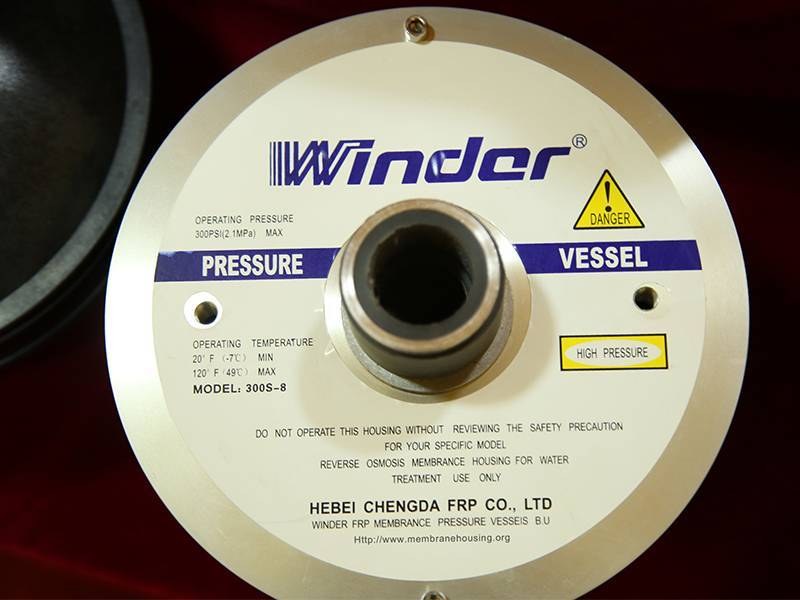 Winder®
DANGER
OPERATING PRESSURE
300PSI(2.1MPa) MAX
PRESSURE VESSEL
OPERATING TEMPERATURE
20° F (-7℃) MIN
120° F (49℃) MAX
MODEL: 300S-8
HIGH PRESSURE
DO NOT OPERATE THIS HOUSING WITHOUT REVIEWING THE SAFETY PRECAUTION
FOR YOUR SPECIFIC MODEL
REVERSE OSMOSIS MEMBRANCE HOUSING FOR WATER
TREATMENT USE ONLY
HEBEI CHENGDA FRP CO., LTD
WINDER FRP MEMBRANCE PRESSURE VESSEIS B.U
Http://www.membranehousing.org